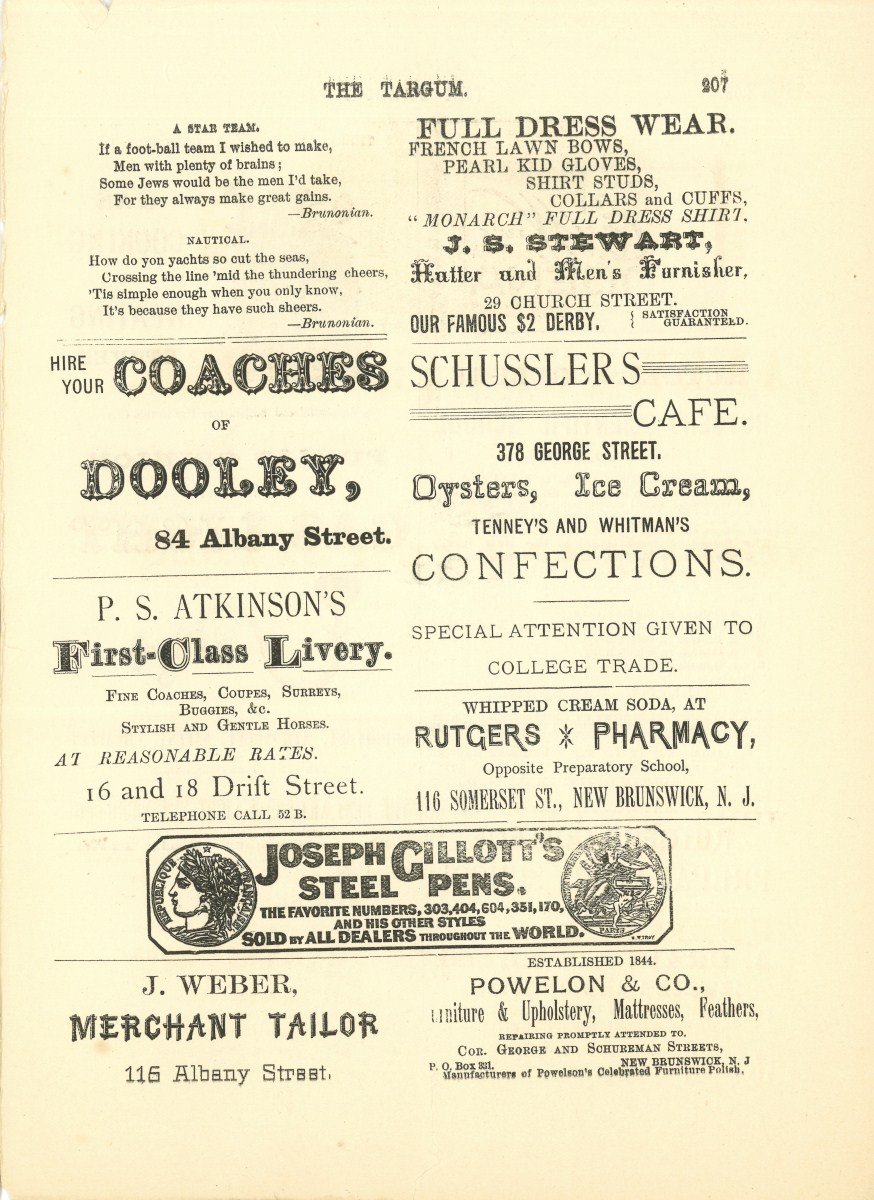 THE TARGUM.
207
A STAR TEAM.
If a foot-ball team I wished to make,
Men with plenty of brains;
Some Jews would be the men I'd take,
For they always make great gains.
—Brunonian.
NAUTICAL.
How do yon yachts so cut the seas,
Crossing the line 'mid the thundering cheers,
'Tis simple enough when you only know,
It's because they have such sheers.
—Brunonian.
HIRE
YOUR
COACHES
OF
DOOLEY,
84 Albany Street.
P. S. ATKINSON'S
First-Class Livery.
FINE COACHES, COUPES, SURREYS,
BUGGIES, &c.
STYLISH AND GENTLE HORSES.
AT REASONABLE RATES.
16 and 18 Drift Street.
TELEPHONE CALL 52 B.
FULL DRESS WEAR.
FRENCH LAWN BOWS,
PEARL KID GLOVES,
SHIRT STUDS,
COLLARS and CUFFS,
"MONARCH" FULL DRESS SHIRT.
J. S. STEWART,
Hatter and Men's Furnisher,
29 CHURCH STREET.
OUR FAMOUS $2 DERBY. { SATISFACTION
GUARANTEED.
SCHUSSLERS
CAFE.
378 GEORGE STREET.
Oysters, Ice Cream,
TENNEY'S AND WHITMAN'S
CONFECTIONS.
SPECIAL ATTENTION GIVEN TO
COLLEGE TRADE.
WHIPPED CREAM SODA, AT
RUTGERS PHARMACY,
Opposite Preparatory School,
116 SOMERSET ST., NEW BRUNSWICK, N. J.
REPUBLIQUE FRANÇAISE
JOSEPH GILLOTT'S
STEEL PENS.
THE FAVORITE NUMBERS, 303, 404, 604, 351, 170,
AND HIS OTHER STYLES
SOLD BY ALL DEALERS THROUGHOUT THE WORLD.
PARIS
J. WEBER,
MERCHANT TAILOR
116 Albany Street.
ESTABLISHED 1844.
POWELON & CO.,
Upholstery, Mattresses, Feathers,
REPAIRING PROMPTLY ATTENDED TO.
COR. GEORGE AND SCHUREMAN STREETS,
P. O. Box 331. NEW BRUNSWICK, N. J
Manufacturers of Powelson's Celebrated Furniture Polish.